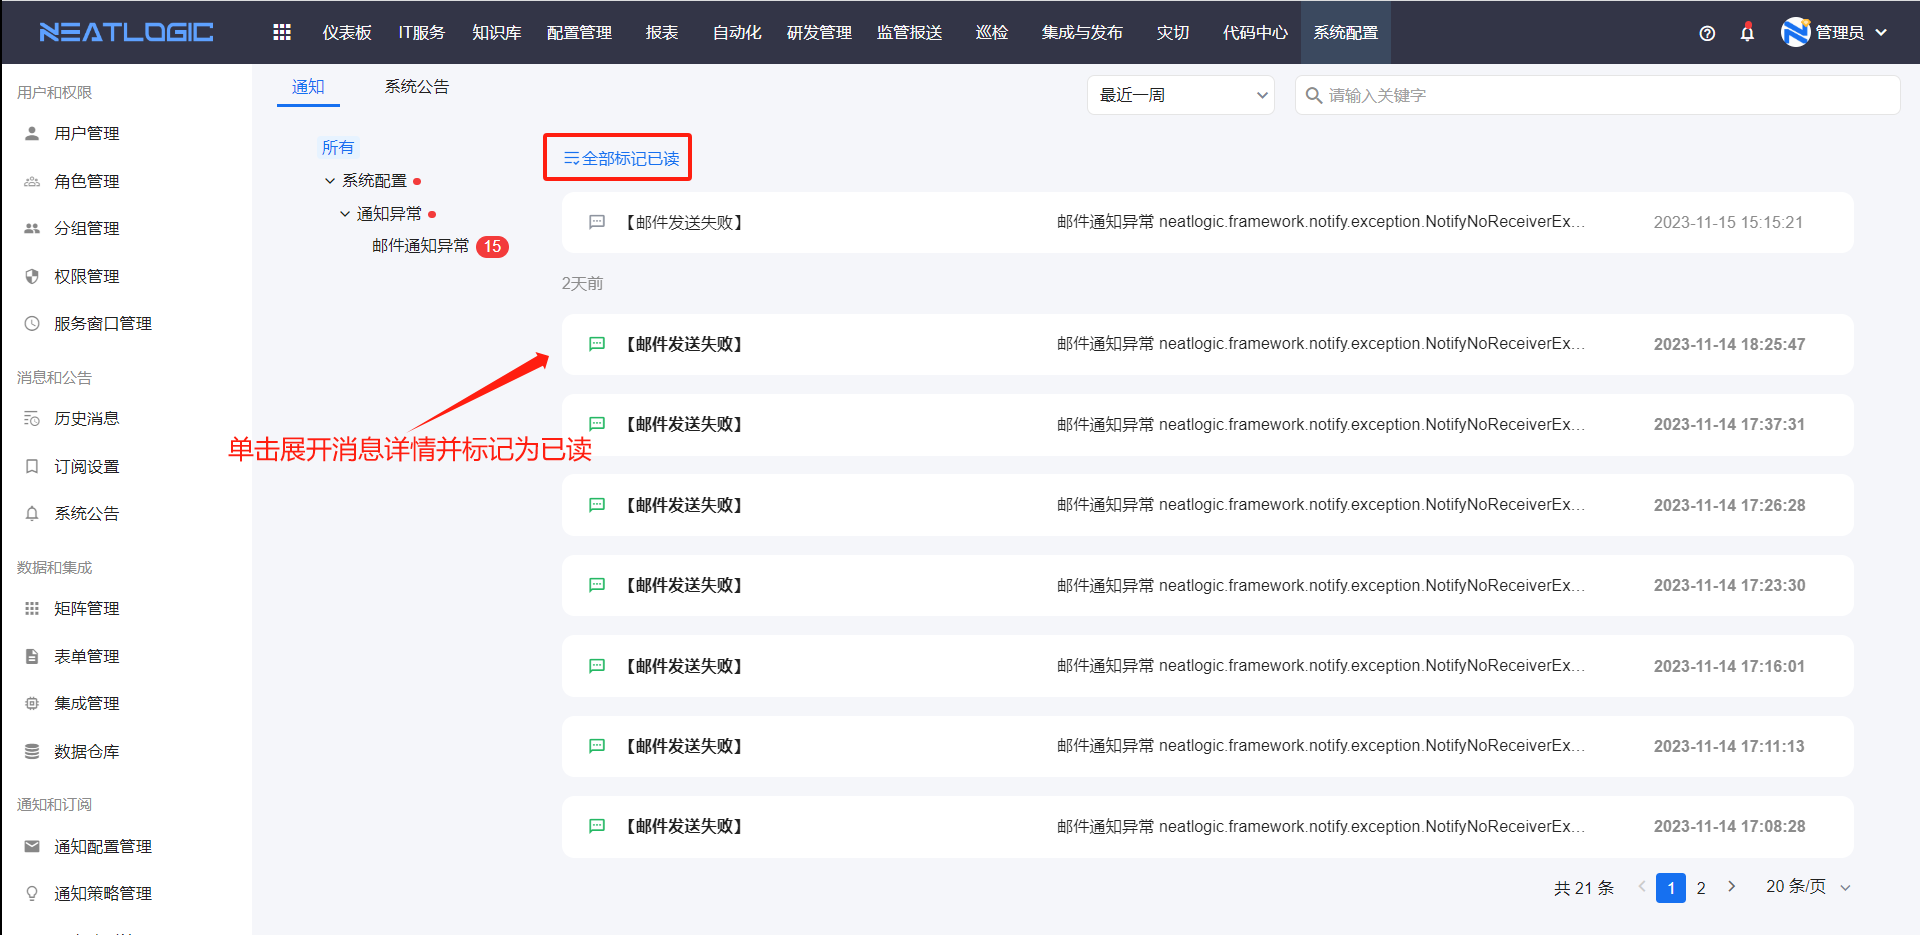 NEATLOGIC
仪表板 IT服务 知识库 配置管理 报表 自动化 研发管理 监管报送 巡检 集成与发布 灾切 代码中心 系统配置
管理员
用户和权限
用户管理
角色管理
分组管理
权限管理
服务窗口管理
消息和公告
历史消息
订阅设置
系统公告
数据和集成
矩阵管理
表单管理
集成管理
数据仓库
通知和订阅
通知配置管理
通知策略管理
通知 系统公告
最近一周
请输入关键字
所有
系统配置
通知异常
邮件通知异常 15
全部标记已读
【邮件发送失败】 邮件通知异常 neatlogic.framework.notify.exception.NotifyNoReceiverEx... 2023-11-15 15:15:21
2天前
【邮件发送失败】 邮件通知异常 neatlogic.framework.notify.exception.NotifyNoReceiverEx... 2023-11-14 18:25:47
【邮件发送失败】 邮件通知异常 neatlogic.framework.notify.exception.NotifyNoReceiverEx... 2023-11-14 17:37:31
单击展开消息详情并标记为已读
【邮件发送失败】 邮件通知异常 neatlogic.framework.notify.exception.NotifyNoReceiverEx... 2023-11-14 17:26:28
【邮件发送失败】 邮件通知异常 neatlogic.framework.notify.exception.NotifyNoReceiverEx... 2023-11-14 17:23:30
【邮件发送失败】 邮件通知异常 neatlogic.framework.notify.exception.NotifyNoReceiverEx... 2023-11-14 17:16:01
【邮件发送失败】 邮件通知异常 neatlogic.framework.notify.exception.NotifyNoReceiverEx... 2023-11-14 17:11:13
【邮件发送失败】 邮件通知异常 neatlogic.framework.notify.exception.NotifyNoReceiverEx... 2023-11-14 17:08:28
共 21 条 1 2 20 条/页